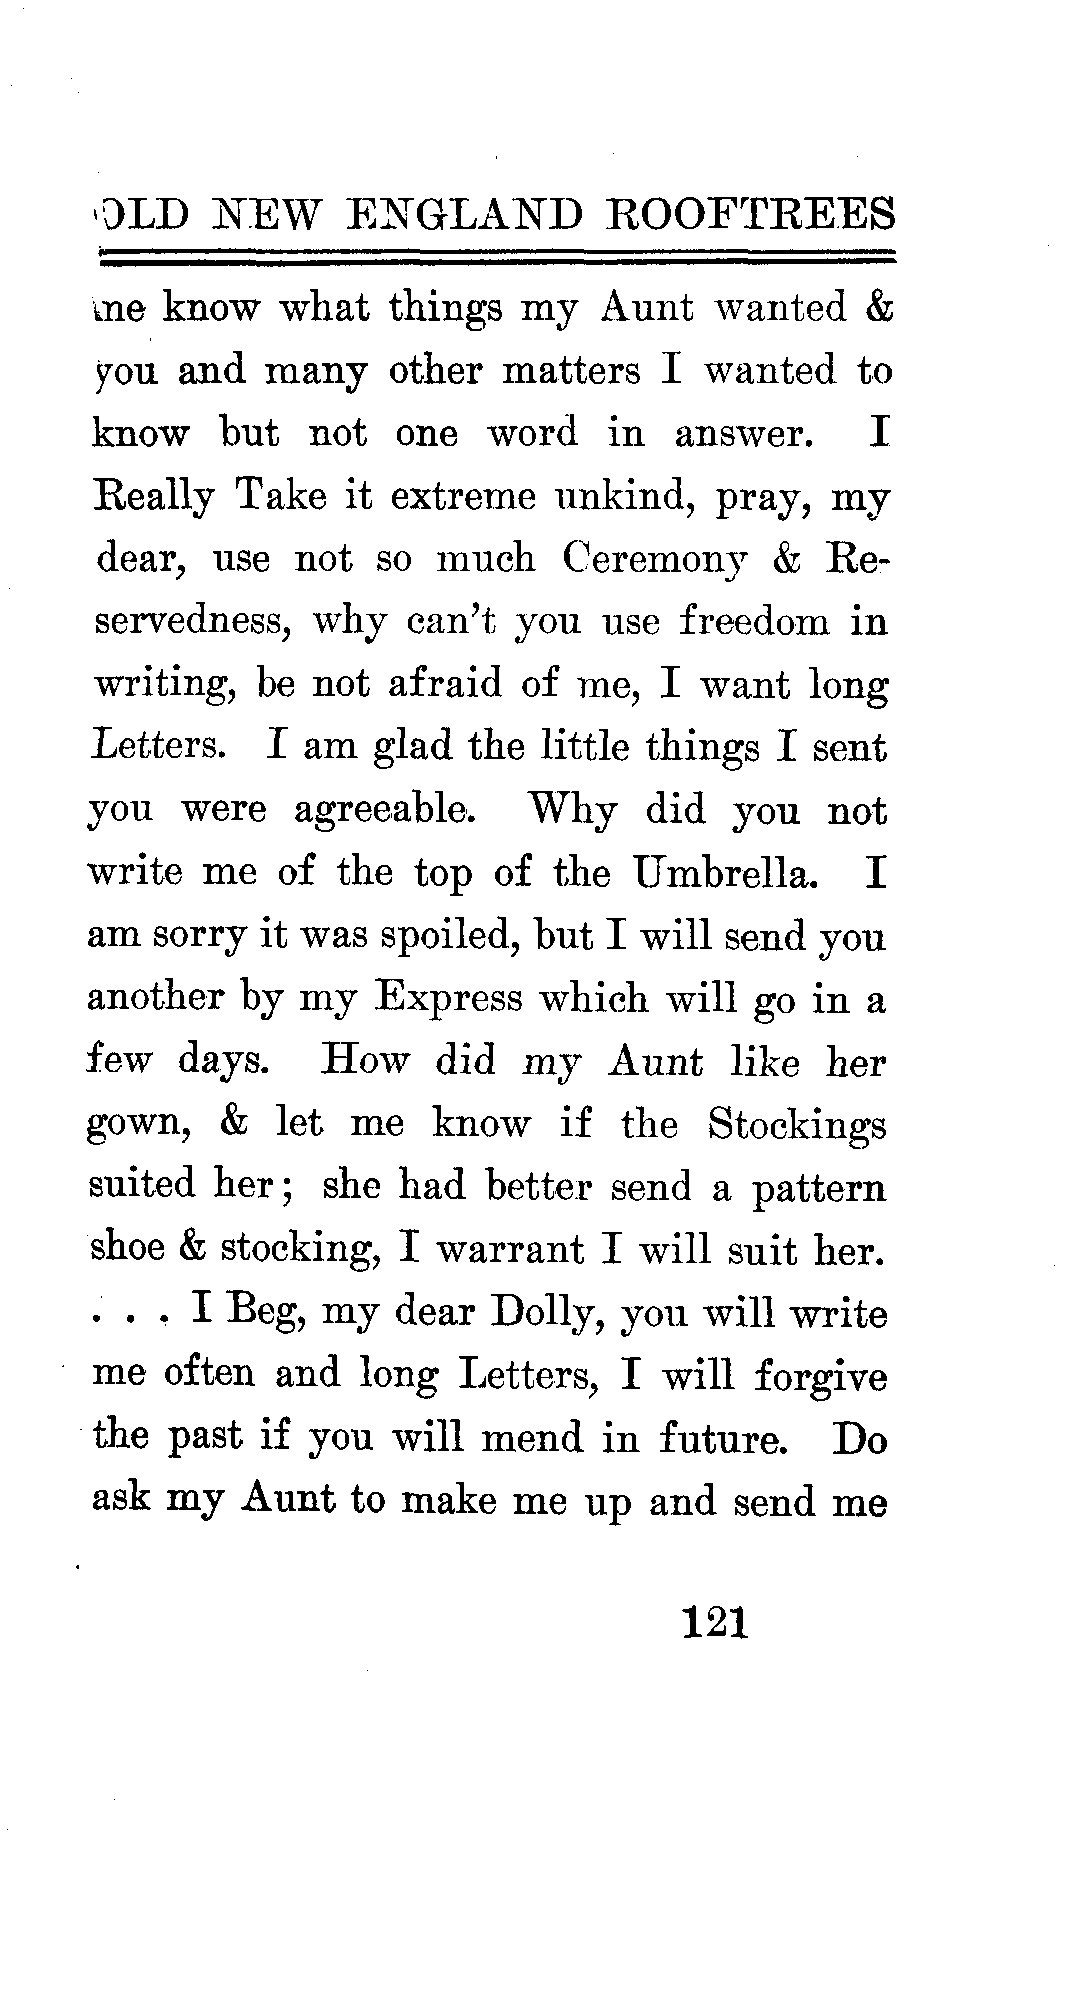 OLD NEW ENGLAND ROOFTREES
me know what things my Aunt wanted &
you and many other matters I wanted to
know but not one word in answer. I
Really Take it extreme unkind, pray, my
dear, use not so much Ceremony & Re-
servedness, why can't you use freedom in
writing, be not afraid of me, I want long
Letters. I am glad the little things I sent
you were agreeable. Why did you not
write me of the top of the Umbrella. I
am sorry it was spoiled, but I will send you
another by my Express which will go in a
few days. How did my Aunt like her
gown, & let me know if the Stockings
suited her; she had better send a pattern
shoe & stocking, I warrant I will suit her.
. . . I Beg, my dear Dolly, you will write
me often and long Letters, I will forgive
the past if you will mend in future. Do
ask my Aunt to make me up and send me
121